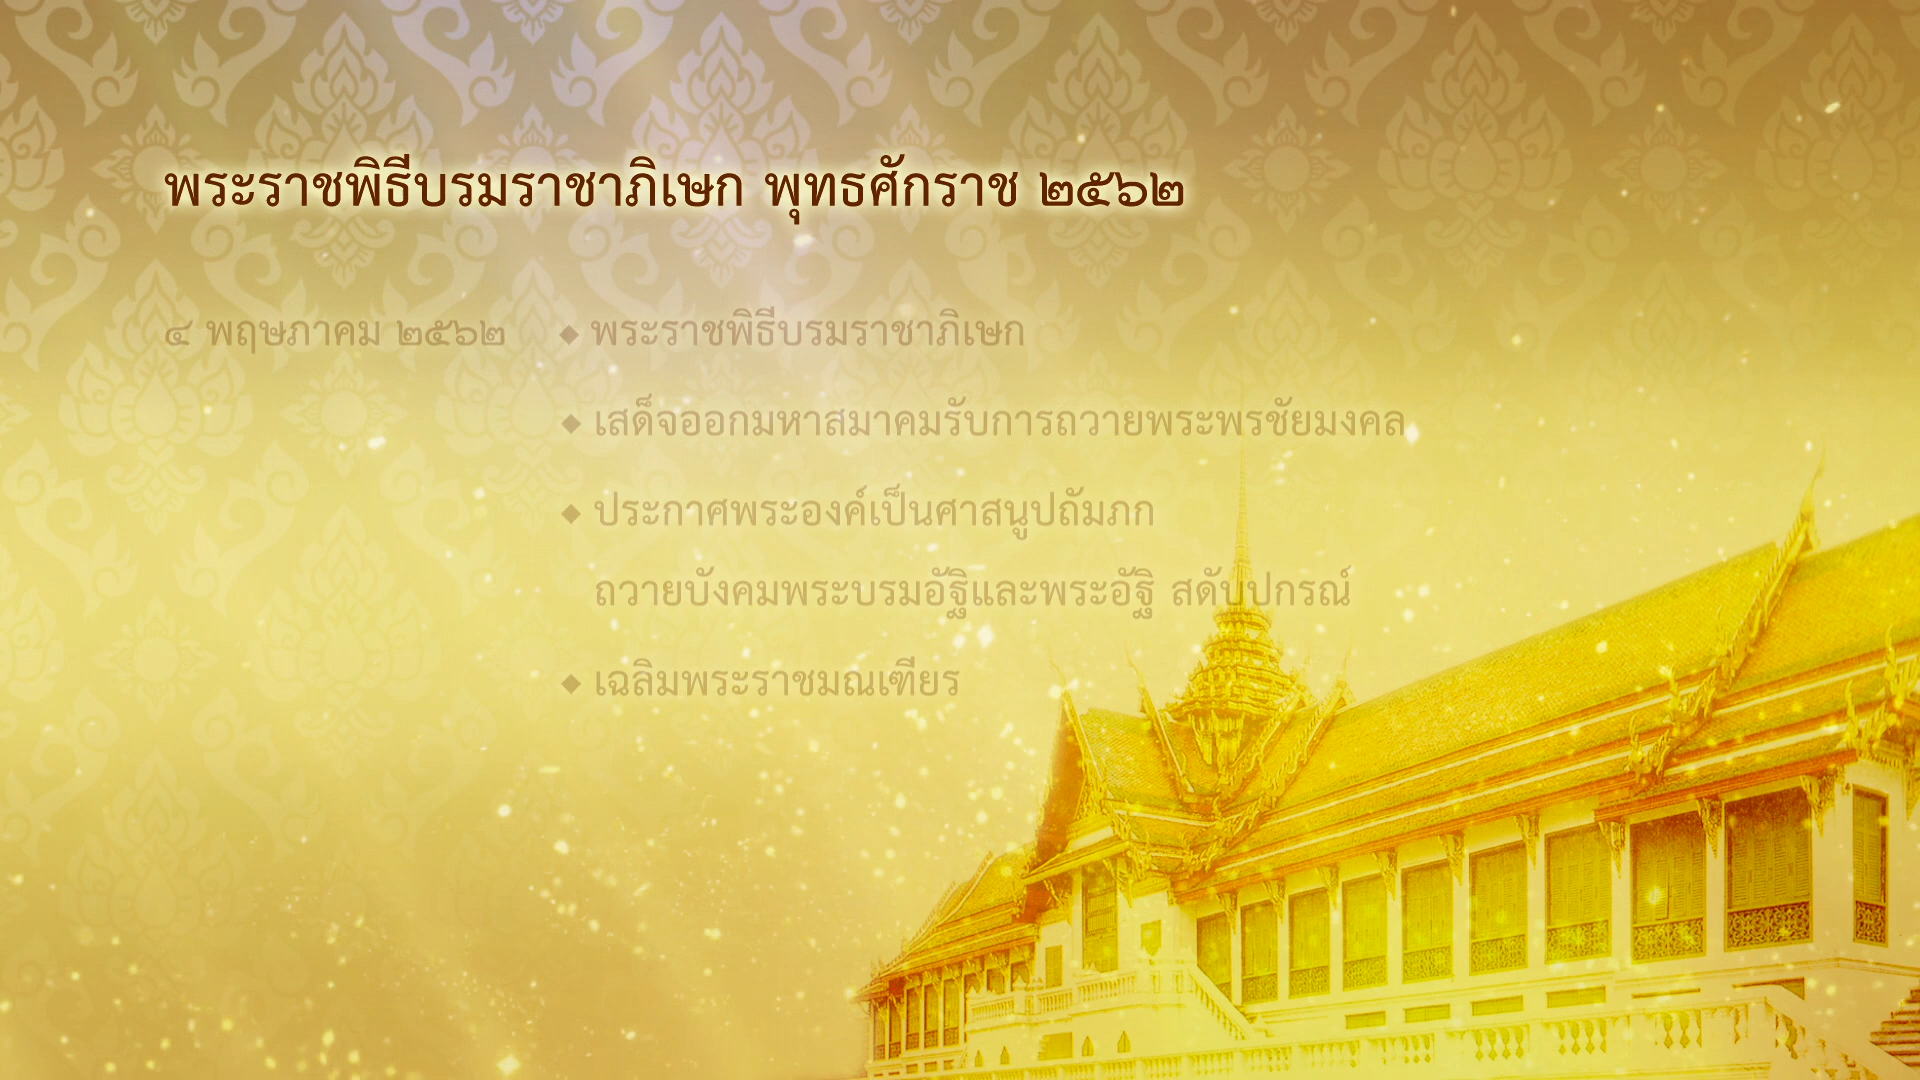 พระราชพิธีบรมราชาภิเษก พุทธศักราช ๒๕๖๒
๔ พฤษภาคม ๒๕๖๒ ◆ พระราชพิธีบรมราชาภิเษก
◆ เสด็จออกมหาสมาคมรับการถวายพระพรชัยมงคล
◆ ประกาศพระองค์เป็นศาสนูปถัมภก
ถวายบังคมพระบรมอัฐิและพระอัฐิ สดับปกรณ์
◆ เฉลิมพระราชมณเฑียร